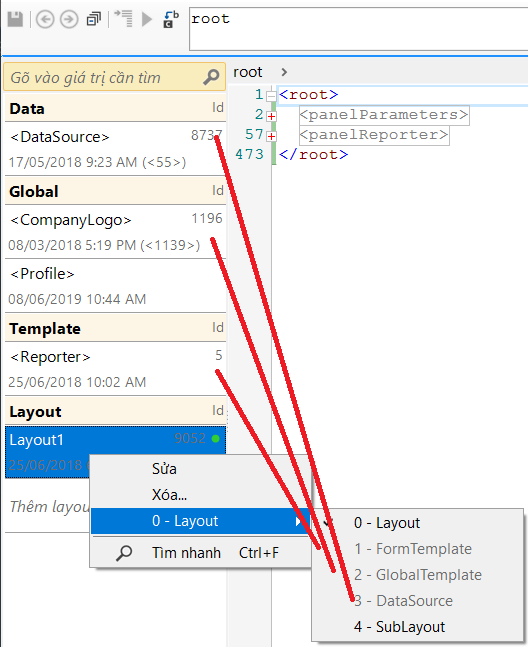 root
Gõ vào giá trị cần tìm
Data Id
<DataSource> 8737
17/05/2018 9:23 AM (<55>)
Global Id
<CompanyLogo> 1196
08/03/2018 5:19 PM (<1139>)
<Profile>
08/06/2019 10:44 AM
Template Id
<Reporter> 5
25/06/2018 10:02 AM
Layout Id
Layout1 9052
25/06/2018
Thêm layou
root >
1 <root>
2 <panelParameters>
57 <panelReporter>
473 </root>
Sửa
Xóa...
0 - Layout
Tìm nhanh Ctrl+F
0 - Layout
1 - FormTemplate
2 - GlobalTemplate
3 - DataSource
4 - SubLayout